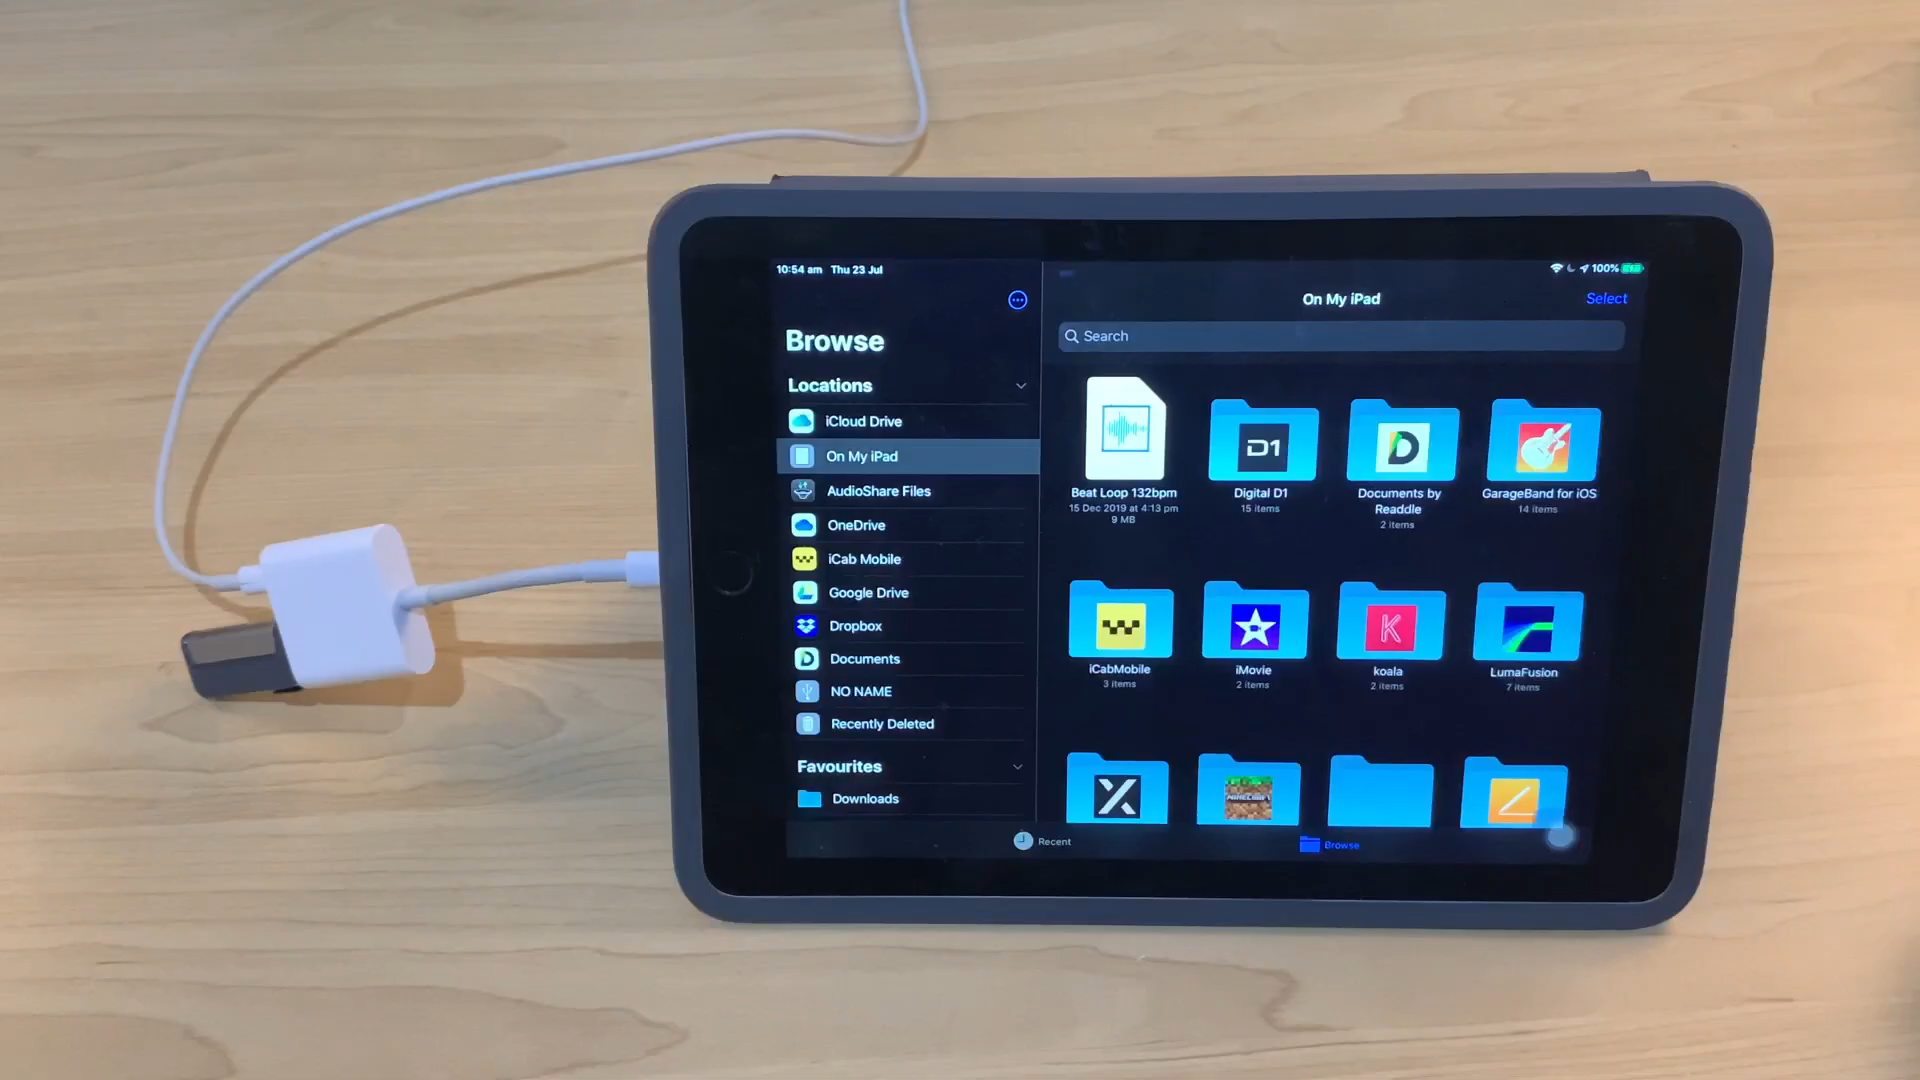 10:54 am Thu 23 Jul
100%
Browse
Locations
iCloud Drive
On My iPad
AudioShare Files
OneDrive
iCab Mobile
Google Drive
Dropbox
Documents
NO NAME
Recently Deleted
Favourites
Downloads
On My iPad
Select
Search
Beat Loop 132bpm
15 Dec 2019 at 4:13 pm
9 MB
D1
Digital D1
15 items
Documents by
Readdle
2 items
GarageBand for iOS
14 items
iCabMobile
3 items
iMovie
2 items
K
koala
2 items
LumaFusion
7 items
MINECRAFT
Recent
Browse